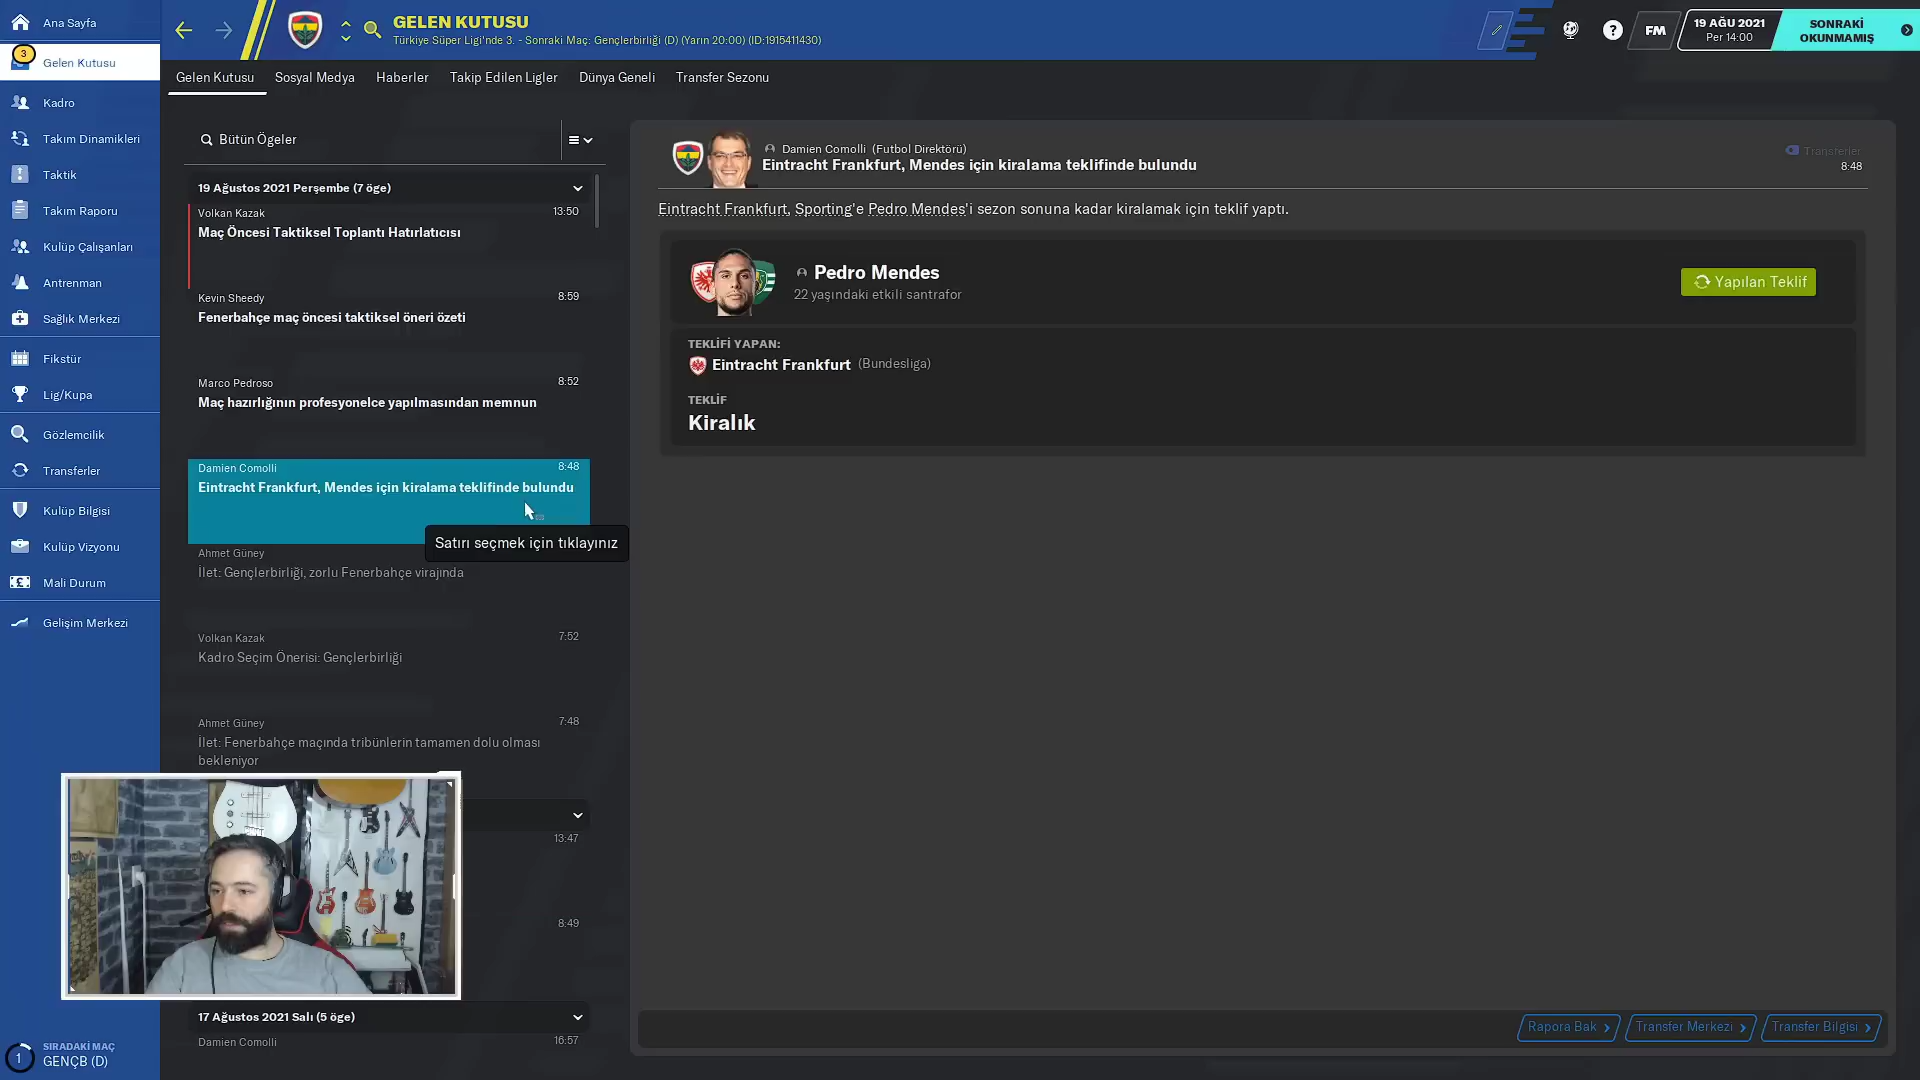 Ana Sayfa
3
Gelen Kutusu
Kadro
Takım Dinamikleri
Taktik
Takım Raporu
Kulüp Çalışanları
Antrenman
Sağlık Merkezi
Fikstür
Lig/Kupa
Gözlemcilik
Transferler
Kulüp Bilgisi
Kulüp Vizyonu
Mali Durum
Gelişim Merkezi
1
SIRADAKİ MAÇ
GENÇB (D)
GELEN KUTUSU
Türkiye Süper Ligi'nde 3. - Sonraki Maç: Gençlerbirliği (D) (Yarın 20:00) (ID:1915411430)
?
FM
19 AĞU 2021
Per 14:00
SONRAKİ
OKUNMAMIŞ
Gelen Kutusu
Sosyal Medya
Haberler
Takip Edilen Ligler
Dünya Geneli
Transfer Sezonu
Bütün Ögeler
19 Ağustos 2021 Perşembe (7 öge)
Volkan Kazak 13:50
Maç Öncesi Taktiksel Toplantı Hatırlatıcısı
Kevin Sheedy 8:59
Fenerbahçe maç öncesi taktiksel öneri özeti
Marco Pedroso 8:52
Maç hazırlığının profesyonelce yapılmasından memnun
Damien Comolli 8:48
Eintracht Frankfurt, Mendes için kiralama teklifinde bulundu
Satırı seçmek için tıklayınız
Ahmet Güney
İlet: Gençlerbirliği, zorlu Fenerbahçe virajında
Volkan Kazak 7:52
Kadro Seçim Önerisi: Gençlerbirliği
Ahmet Güney 7:48
İlet: Fenerbahçe maçında tribünlerin tamamen dolu olması
bekleniyor
13:47
8:49
17 Ağustos 2021 Salı (5 öge)
Damien Comolli 16:57
Damien Comolli (Futbol Direktörü)
Eintracht Frankfurt, Mendes için kiralama teklifinde bulundu
Transferler
8:48
Eintracht Frankfurt, Sporting'e Pedro Mendes'i sezon sonuna kadar kiralamak için teklif yaptı.
Pedro Mendes
22 yaşındaki etkili santrafor
Yapılan Teklif
TEKLİFİ YAPAN:
Eintracht Frankfurt (Bundesliga)
TEKLİF
Kiralık
Rapora Bak
Transfer Merkezi
Transfer Bilgisi